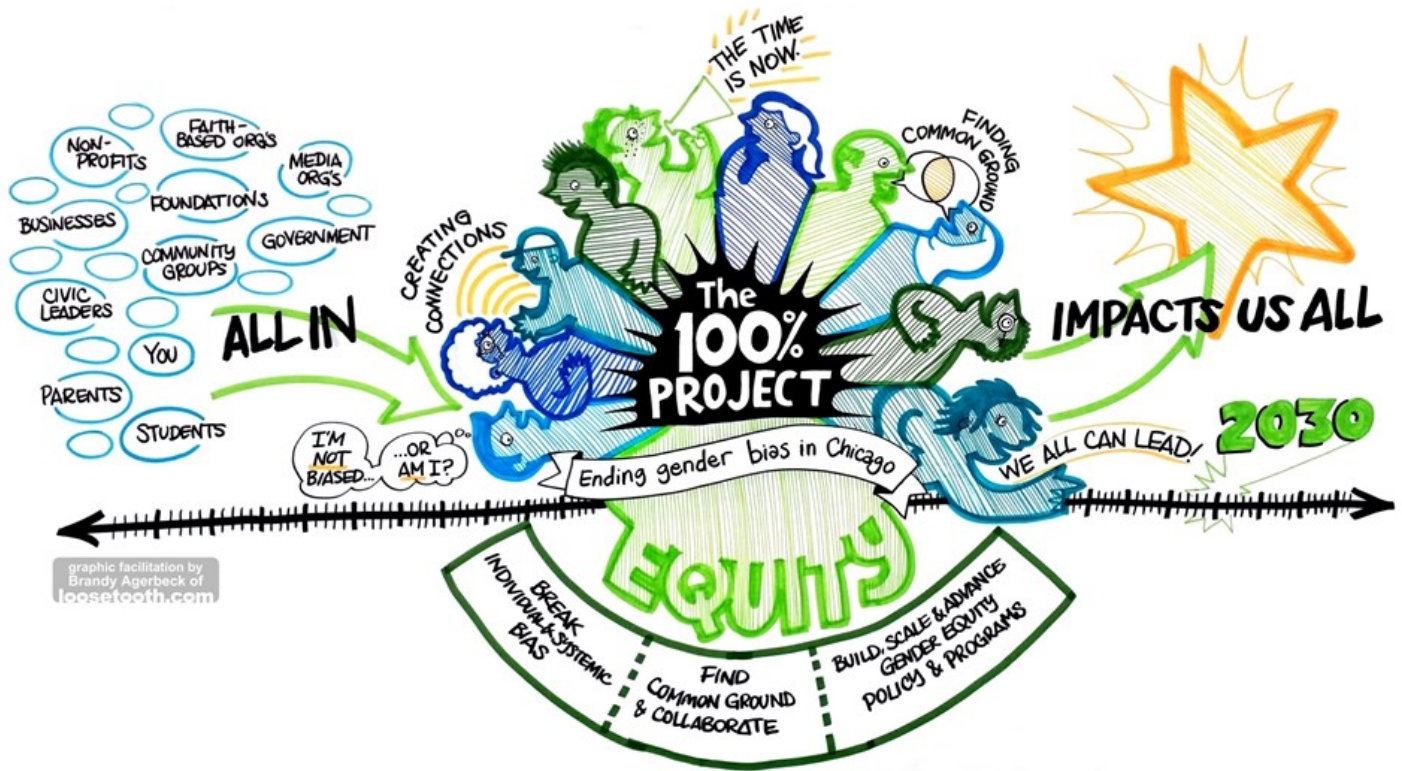 NON-
PROFITS
FAITH-
BASED ORG'S
MEDIA
ORG'S
BUSINESSES
FOUNDATIONS
GOVERNMENT
COMMUNITY
GROUPS
CIVIC
LEADERS
YOU
PARENTS
STUDENTS
ALL IN
I'M
NOT
BIASED...
...OR
AM I?
CREATING
CONNECTIONS
THE TIME
IS NOW.
FINDING
COMMON GROUND
The
100%
PROJECT
Ending gender bias in Chicago
IMPACTS US ALL
WE ALL CAN LEAD!
2030
EQUITY
BREAK
INDIVIDUAL & SYSTEMIC
BIAS
FIND
COMMON GROUND
& COLLABORATE
BUILD, SCALE & ADVANCE
GENDER EQUITY
POLICY & PROGRAMS
graphic facilitation by
Brandy Agerbeck of
loosetooth.com